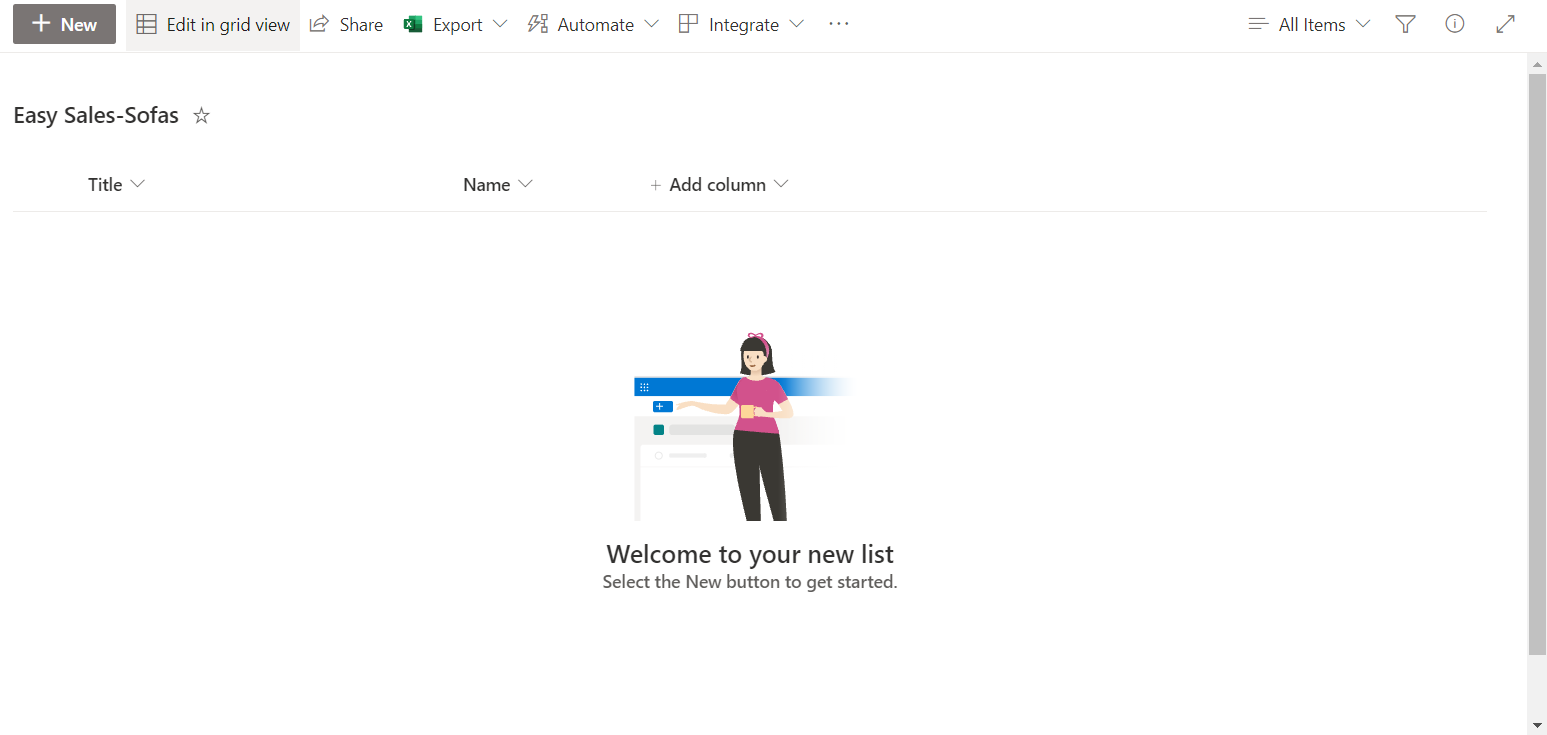 New Edit in grid view Share Export Automate Integrate ... All Items
Easy Sales-Sofas
Title Name + Add column
Welcome to your new list
Select the New button to get started.